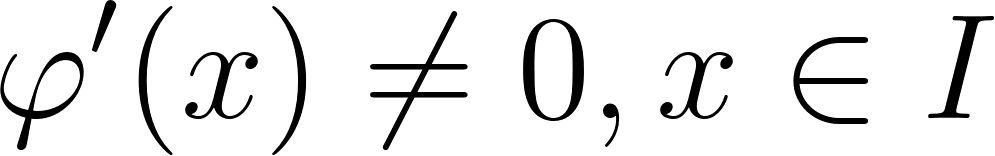 φ′(x) ≠ 0, x ∈ I